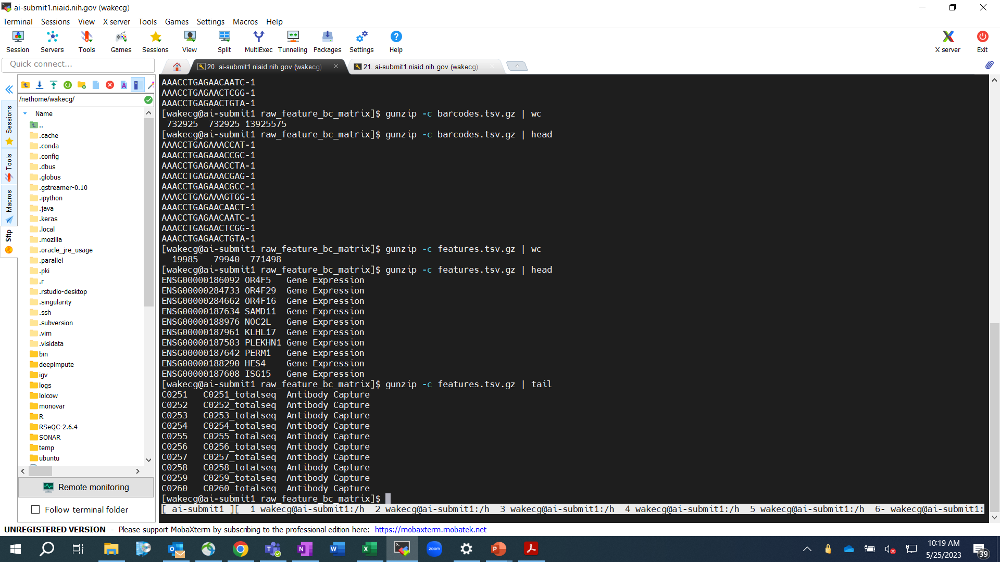 ai-submit1.niaid.nih.gov (wakecg)
Terminal Sessions View X server Tools Games Settings Macros Help
Session Servers Tools Games Sessions View Split MultiExec Tunneling Packages Settings Help X server Exit
Quick connect...
20. ai-submit1.niaid.nih.gov (wakecg)
21. ai-submit1.niaid.nih.gov (wakecg)
/nethome/wakecg/
Sessions
Tools
Macros
Sftp
Name
..
.cache
.conda
.config
.dbus
.globus
.gstreamer-0.10
.ipython
.java
.keras
.local
.mozilla
.oracle_jre_usage
.parallel
.pki
.r
.rstudio-desktop
.singularity
.ssh
.subversion
.vim
.visidata
bin
deepimpute
igv
logs
lolcow
monovar
R
RSeQC-2.6.4
SONAR
temp
ubuntu
Remote monitoring
Follow terminal folder
AAACCTGAGAACAATC-1
AAACCTGAGAACTCGG-1
AAACCTGAGAACTGTA-1
[wakecg@ai-submit1 raw_feature_bc_matrix]$ gunzip -c barcodes.tsv.gz | wc
732925 732925 13925575
[wakecg@ai-submit1 raw_feature_bc_matrix]$ gunzip -c barcodes.tsv.gz | head
AAACCTGAGAAACCAT-1
AAACCTGAGAAACCGC-1
AAACCTGAGAAACCTA-1
AAACCTGAGAAACGAG-1
AAACCTGAGAAACGCC-1
AAACCTGAGAAAGTGG-1
AAACCTGAGAACAACT-1
AAACCTGAGAACAATC-1
AAACCTGAGAACTCGG-1
AAACCTGAGAACTGTA-1
[wakecg@ai-submit1 raw_feature_bc_matrix]$ gunzip -c features.tsv.gz | wc
19985 79940 771498
[wakecg@ai-submit1 raw_feature_bc_matrix]$ gunzip -c features.tsv.gz | head
ENSG00000186092 OR4F5 Gene Expression
ENSG00000284733 OR4F29 Gene Expression
ENSG00000284662 OR4F16 Gene Expression
ENSG00000187634 SAMD11 Gene Expression
ENSG00000188976 NOC2L Gene Expression
ENSG00000187961 KLHL17 Gene Expression
ENSG00000187583 PLEKHN1 Gene Expression
ENSG00000187642 PERM1 Gene Expression
ENSG00000188290 HES4 Gene Expression
ENSG00000187608 ISG15 Gene Expression
[wakecg@ai-submit1 raw_feature_bc_matrix]$ gunzip -c features.tsv.gz | tail
C0251 C0251_totalseq Antibody Capture
C0252 C0252_totalseq Antibody Capture
C0253 C0253_totalseq Antibody Capture
C0254 C0254_totalseq Antibody Capture
C0255 C0255_totalseq Antibody Capture
C0256 C0256_totalseq Antibody Capture
C0257 C0257_totalseq Antibody Capture
C0258 C0258_totalseq Antibody Capture
C0259 C0259_totalseq Antibody Capture
C0260 C0260_totalseq Antibody Capture
[wakecg@ai-submit1 raw_feature_bc_matrix]$
[ ai-submit1 ][ 1 wakecg@ai-submit1:/h 2 wakecg@ai-submit1:/h 3 wakecg@ai-submit1:/h 4 wakecg@ai-submit1:/h 5 wakecg@ai-submit1:/h 6- wakecg@ai-submit1:
UNREGISTERED VERSION - Please support MobaXterm by subscribing to the professional edition here: https://mobaxterm.mobatek.net
zoom
10:19 AM
5/25/2023
39